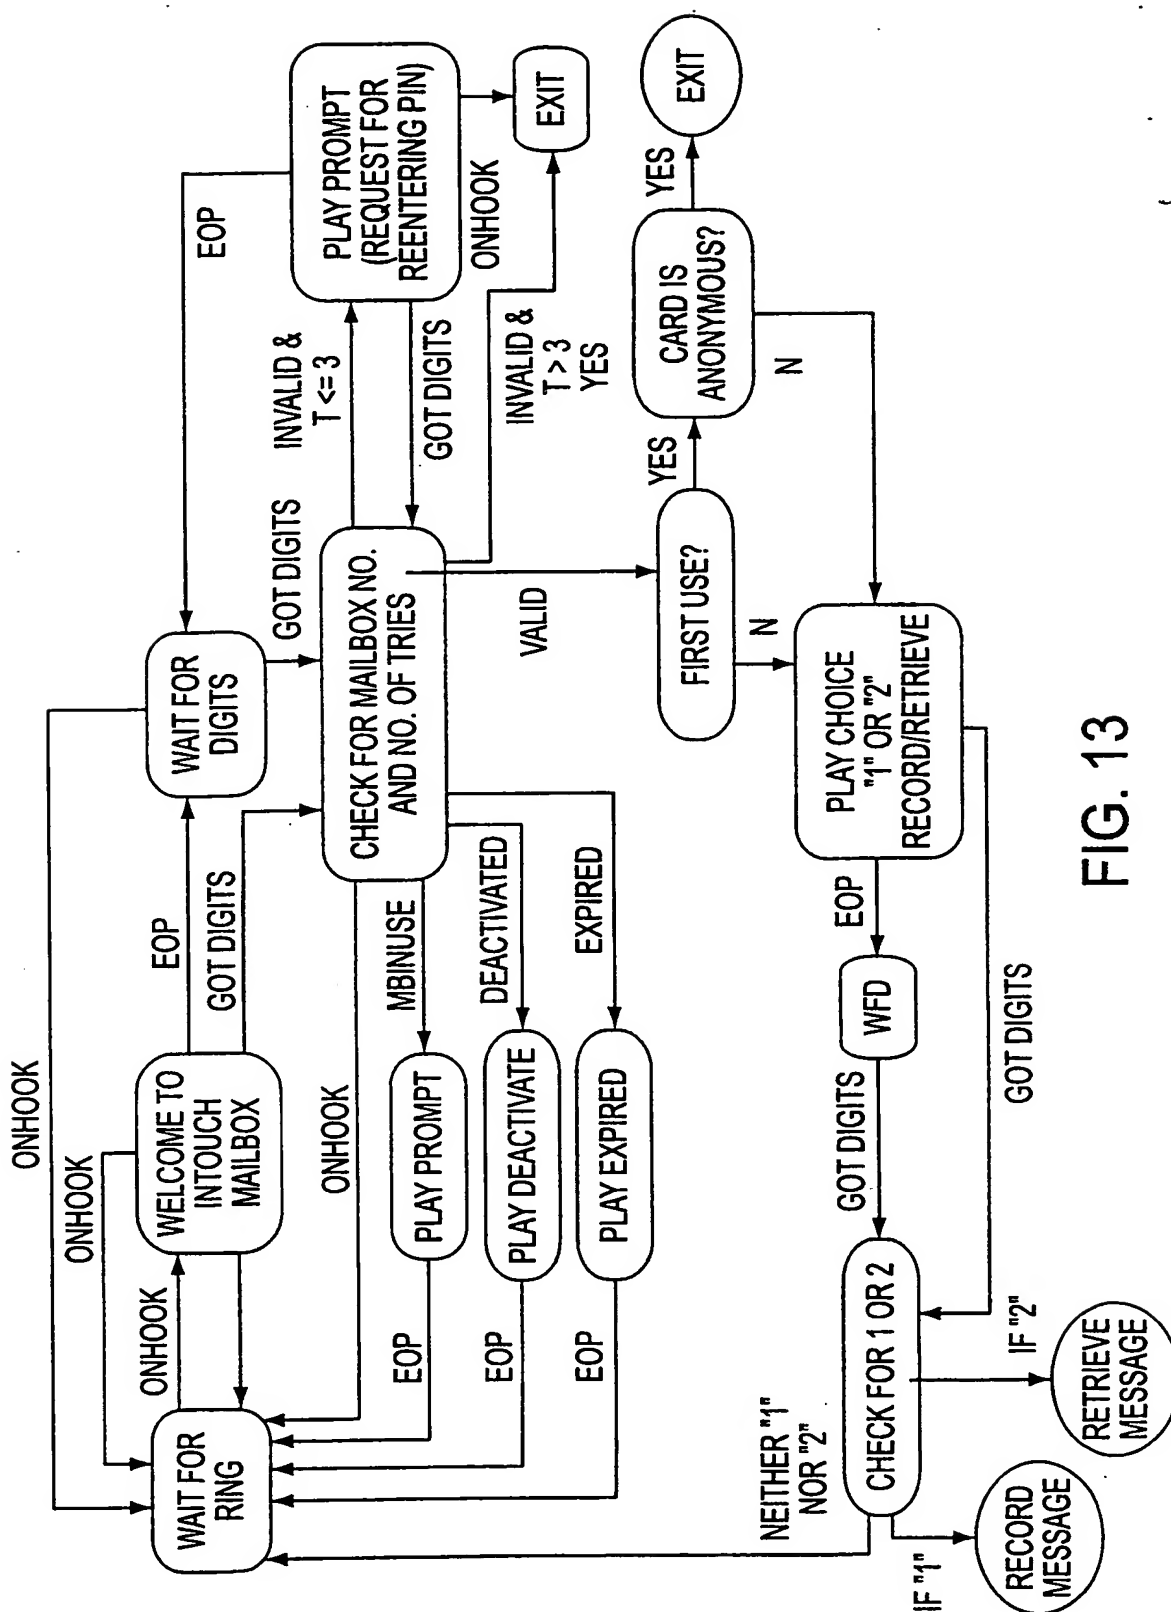 ONHOOK
ONHOOK
EOP
WAIT FOR
RING
ONHOOK
WELCOME TO
INTOUCH
MAILBOX
EOP
GOT DIGITS
WAIT FOR
DIGITS
GOT DIGITS
ONHOOK
CHECK FOR MAILBOX NO.
AND NO. OF TRIES
INVALID &
T <= 3
PLAY PROMPT
(REQUEST FOR
REENTERING PIN)
GOT DIGITS
ONHOOK
EOP
PLAY PROMPT
MBINUSE
INVALID &
T > 3
YES
EXIT
EOP
PLAY DEACTIVATE
DEACTIVATED
VALID
EOP
PLAY EXPIRED
EXPIRED
FIRST USE?
YES
CARD IS
ANONYMOUS?
YES
EXIT
N
N
NEITHER "1"
NOR "2"
CHECK FOR 1 OR 2
GOT DIGITS
WFD
EOP
PLAY CHOICE
"1" OR "2"
RECORD/RETRIEVE
GOT DIGITS
IF "1"
RECORD
MESSAGE
IF "2"
RETRIEVE
MESSAGE
FIG. 13